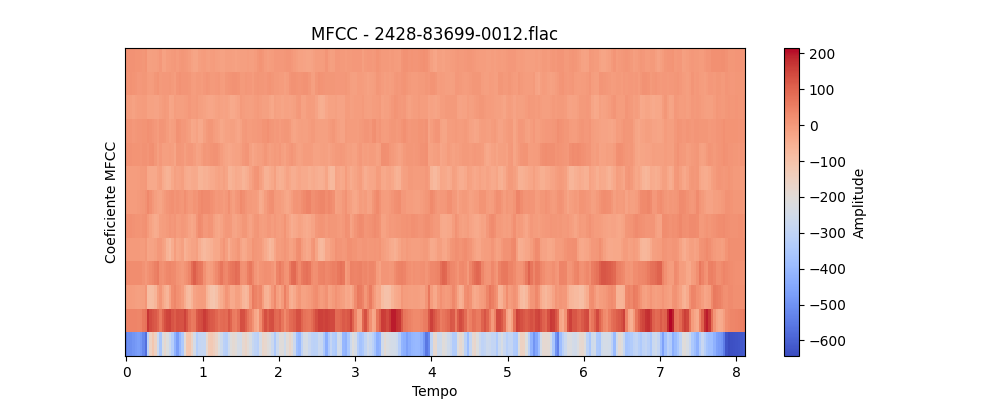 MFCC - 2428-83699-0012.flac
Coeficiente MFCC
0 1 2 3 4 5 6 7 8
Tempo
200
100
0
−100
−200
−300
−400
−500
−600
Amplitude